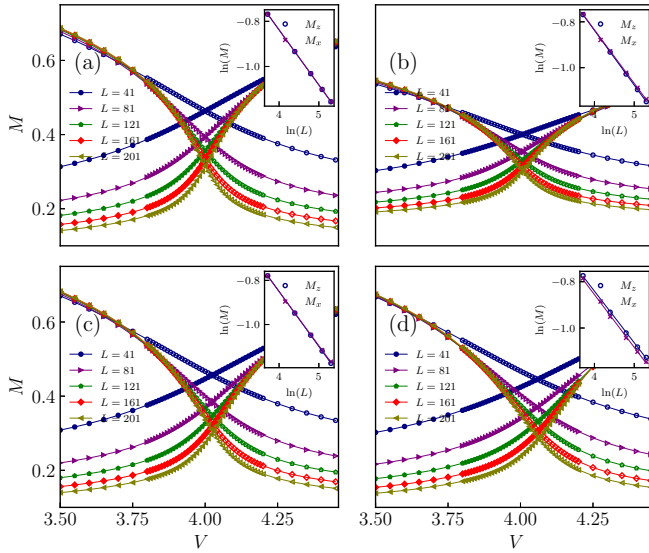 M
0.6
0.4
0.2
(a)
L = 41
L = 81
L = 121
L = 161
L = 201
ln(M)
−0.8
−1.0
M_z
M_x
4
5
ln(L)
(b)
L = 41
L = 81
L = 121
L = 161
L = 201
ln(M)
−0.8
−1.0
M_z
M_x
4
5
ln(L)
M
0.6
0.4
0.2
(c)
L = 41
L = 81
L = 121
L = 161
L = 201
ln(M)
−0.8
−1.0
M_z
M_x
4
5
ln(L)
3.50
3.75
4.00
4.25
V
(d)
L = 41
L = 81
L = 121
L = 161
L = 201
ln(M)
−0.8
−1.0
M_z
M_x
4
5
ln(L)
3.50
3.75
4.00
4.25
V